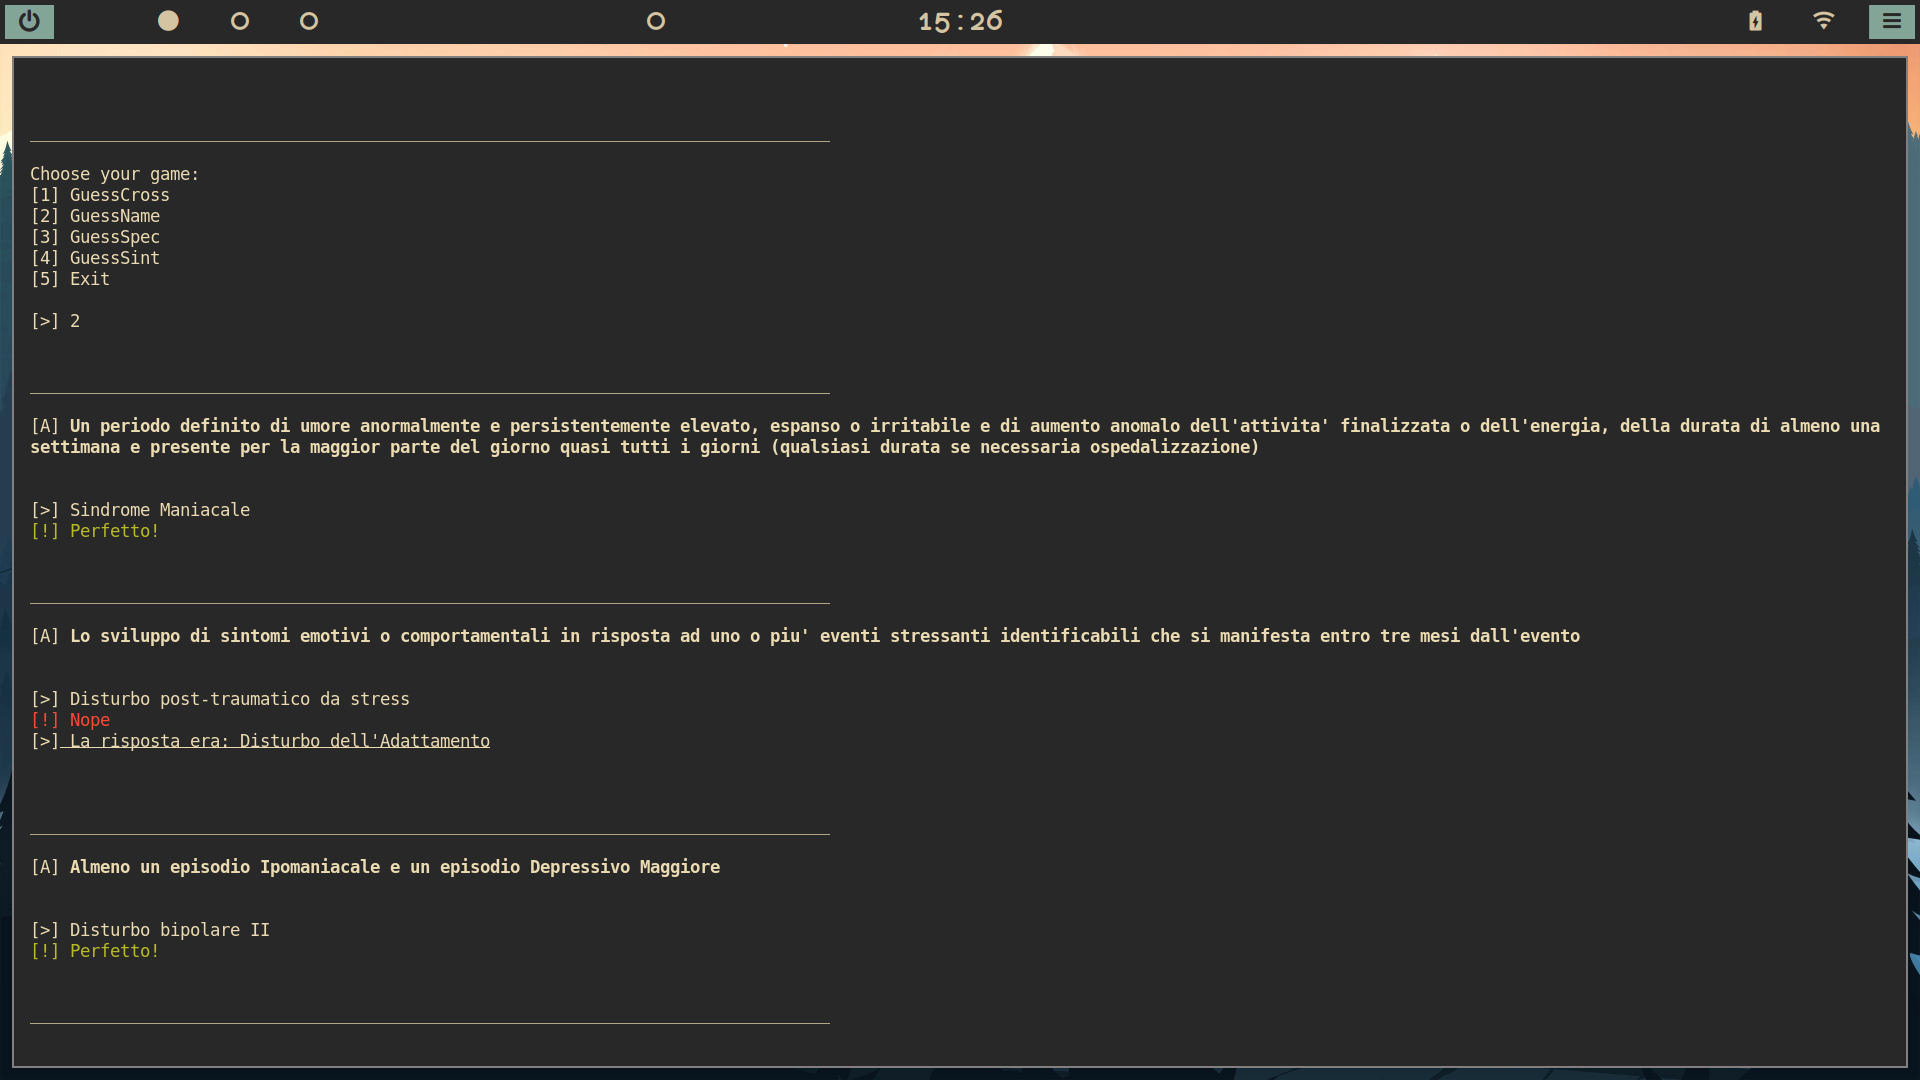 15:26
Choose your game:
[1] GuessCross
[2] GuessName
[3] GuessSpec
[4] GuessSint
[5] Exit
[>] 2
[A] Un periodo definito di umore anormalmente e persistentemente elevato, espanso o irritabile e di aumento anomalo dell'attivita' finalizzata o dell'energia, della durata di almeno una
settimana e presente per la maggior parte del giorno quasi tutti i giorni (qualsiasi durata se necessaria ospedalizzazione)
[>] Sindrome Maniacale
[!] Perfetto!
[A] Lo sviluppo di sintomi emotivi o comportamentali in risposta ad uno o piu' eventi stressanti identificabili che si manifesta entro tre mesi dall'evento
[>] Disturbo post-traumatico da stress
[!] Nope
[>] La risposta era: Disturbo dell'Adattamento
[A] Almeno un episodio Ipomaniacale e un episodio Depressivo Maggiore
[>] Disturbo bipolare II
[!] Perfetto!